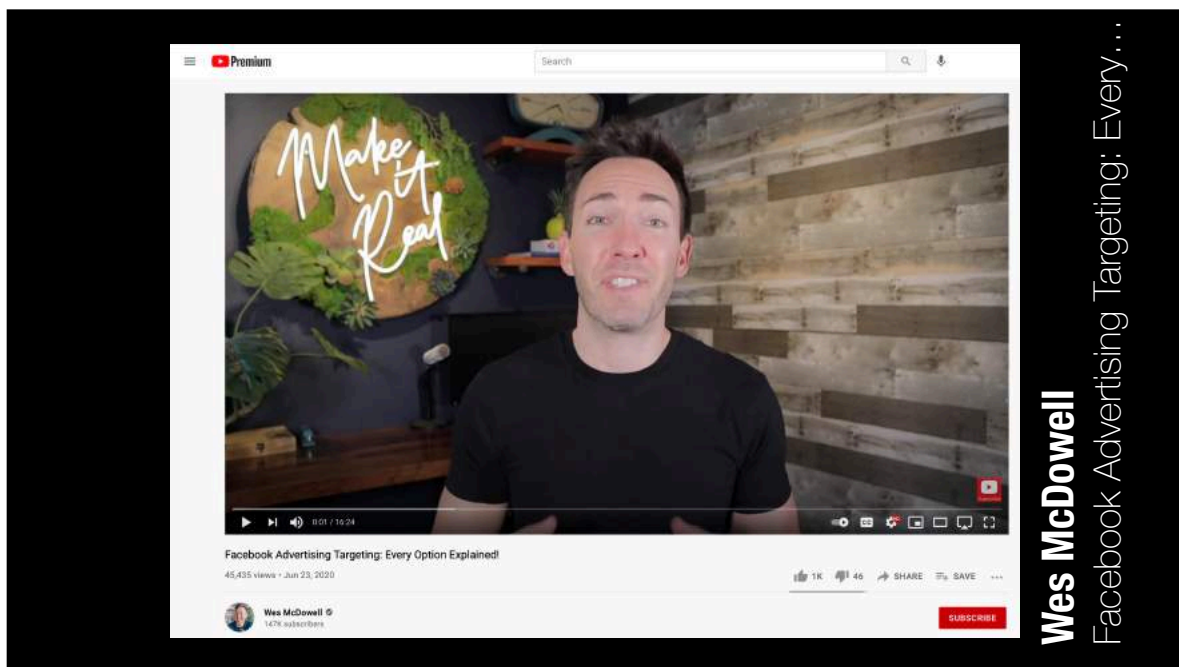 Premium
Search
Make
it
Real
0:01 / 16:24
Facebook Advertising Targeting: Every Option Explained!
45,435 views • Jun 23, 2020
1K 46 SHARE SAVE ...
Wes McDowell
147K subscribers
SUBSCRIBE
Wes McDowell
Facebook Advertising Targeting: Every...